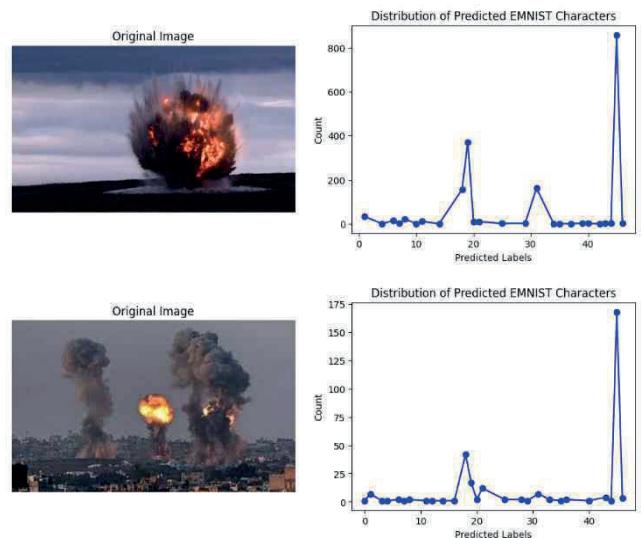 Original Image
Distribution of Predicted EMNIST Characters
800
600
400
200
0
Count
0 10 20 30 40
Predicted Labels
Original Image
Distribution of Predicted EMNIST Characters
175
150
125
100
75
50
25
0
Count
0 10 20 30 40
Predicted Labels